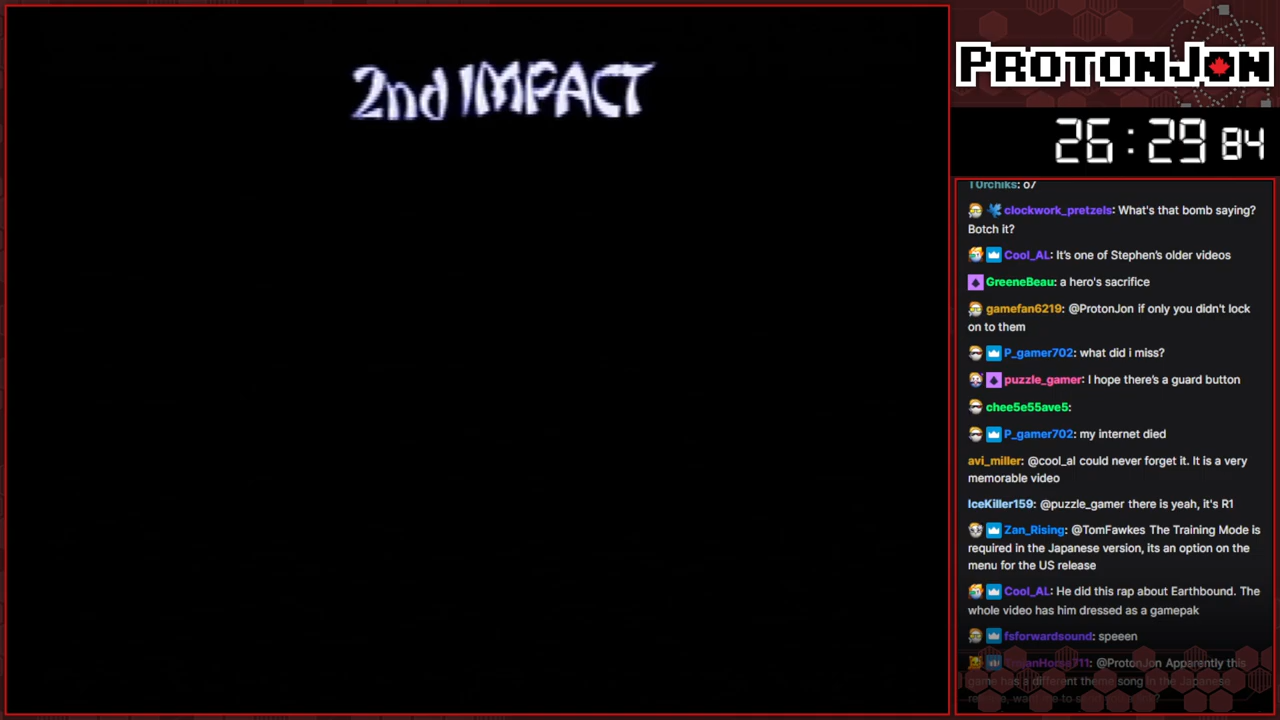 2nd IMPACT
PROTONJON
26:29 84
T0rchiks: o7
clockwork_pretzels: What's that bomb saying?
Botch it?
Cool_AL: It's one of Stephen's older videos
GreeneBeau: a hero's sacrifice
gamefan6219: @ProtonJon if only you didn't lock
on to them
P_gamer702: what did i miss?
puzzle_gamer: I hope there's a guard button
chee5e55ave5:
P_gamer702: my internet died
avi_miller: @cool_al could never forget it. It is a very
memorable video
IceKiller159: @puzzle_gamer there is yeah, it's R1
Zan_Rising: @TomFawkes The Training Mode is
required in the Japanese version, its an option on the
menu for the US release
Cool_AL: He did this rap about Earthbound. The
whole video has him dressed as a gamepak
fsforwardsound: speeen
TrojanHorse711: @ProtonJon Apparently this
game has a different theme song in the Japanese